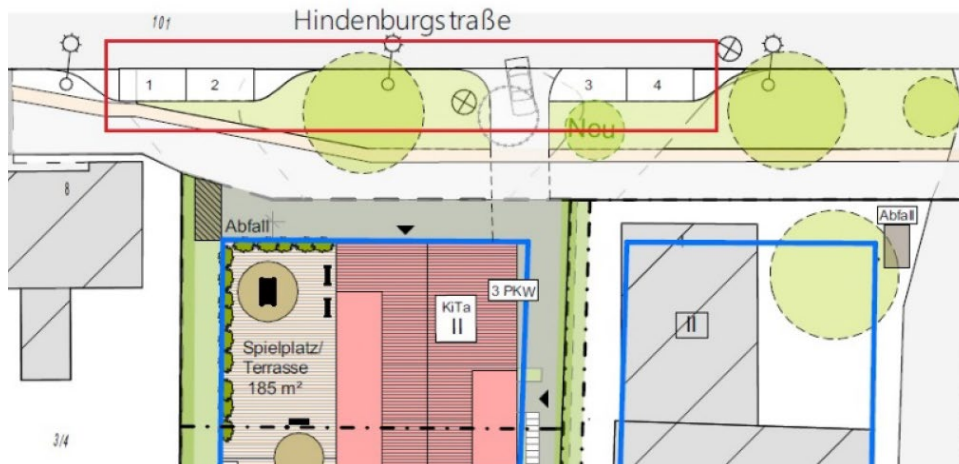 101
Hindenburgstraße
1
2
3
4
Neu
8
Abfall
Abfall
3 PKW
KiTa
II
II
Spielplatz/
Terrasse
185 m²
3/4